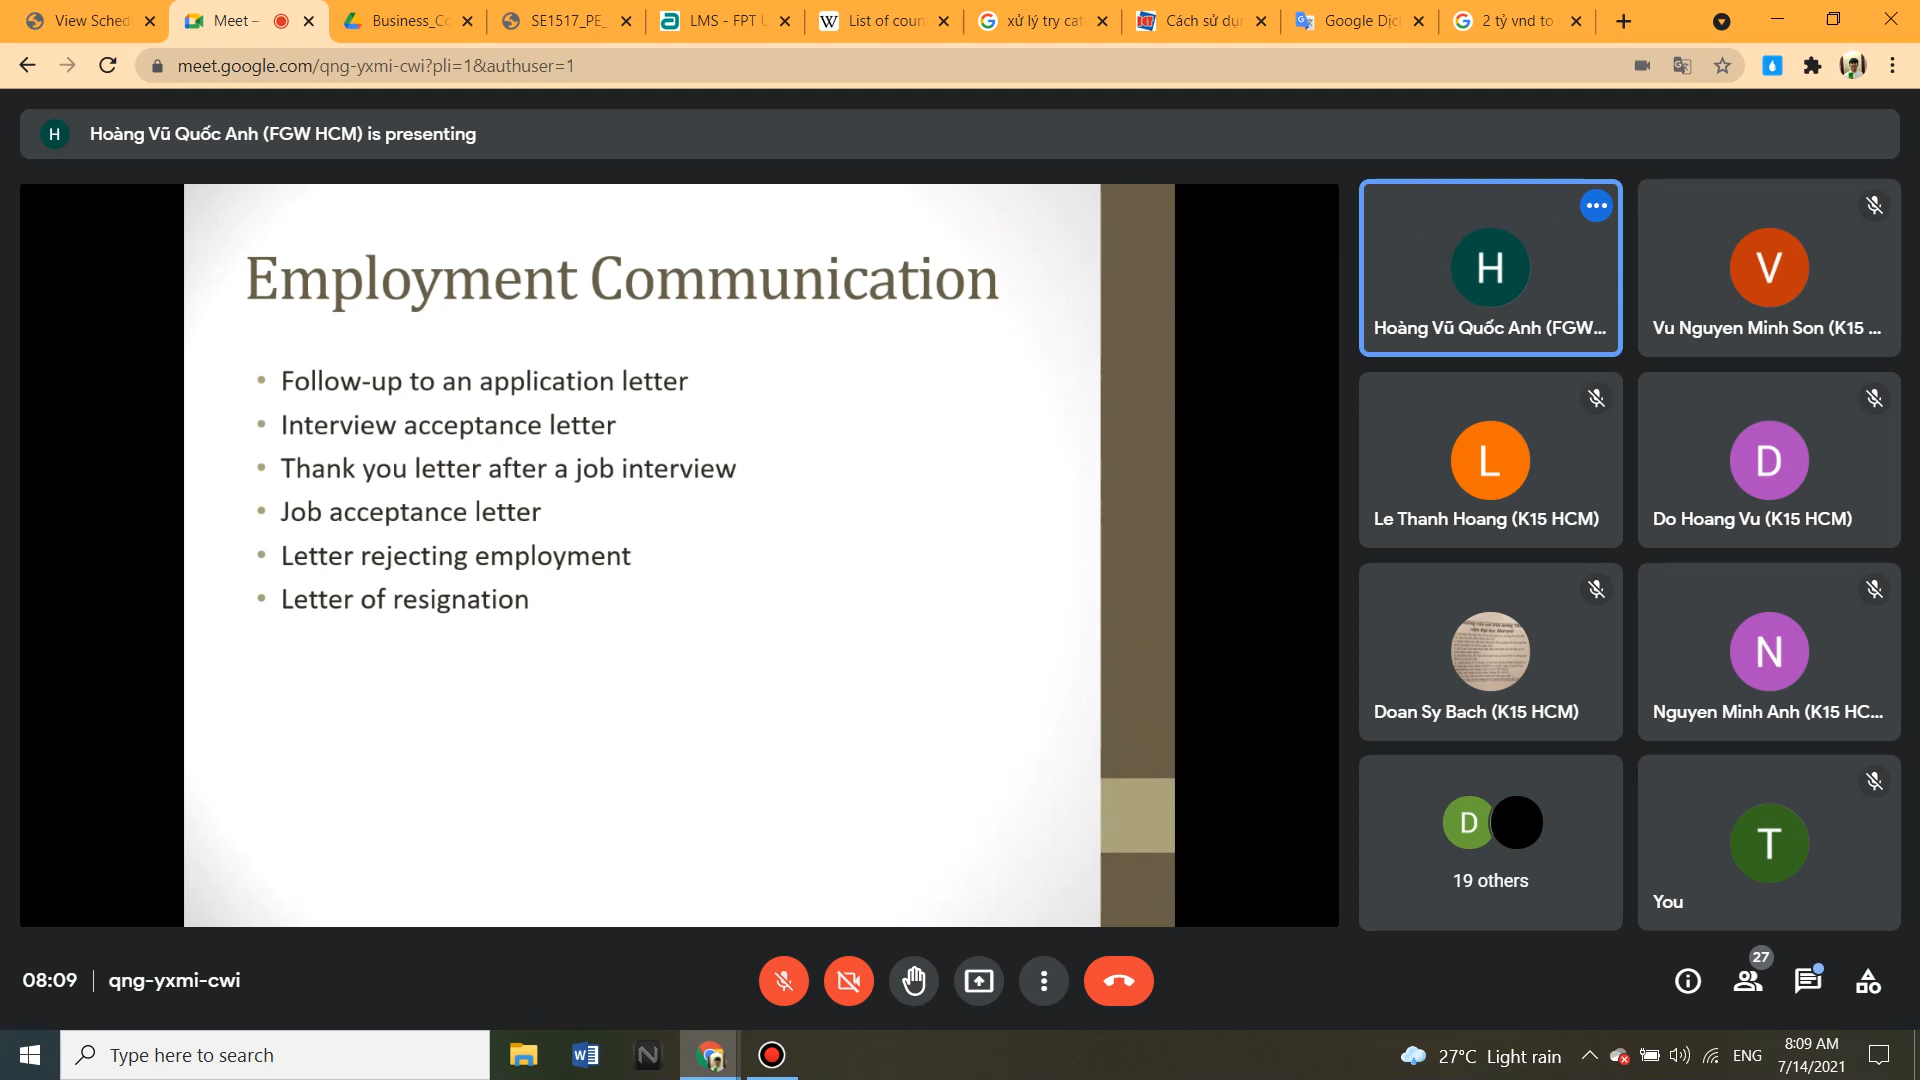 View Sched
Meet –
Business_Co
SE1517_PE_
LMS - FPT U
List of coun
xử lý try cat
Cách sử dụn
Google Dịc
2 tỷ vnd to
meet.google.com/qng-yxmi-cwi?pli=1&authuser=1
H
Hoàng Vũ Quốc Anh (FGW HCM) is presenting
Employment Communication
• Follow-up to an application letter
• Interview acceptance letter
• Thank you letter after a job interview
• Job acceptance letter
• Letter rejecting employment
• Letter of resignation
H
Hoàng Vũ Quốc Anh (FGW...
V
Vu Nguyen Minh Son (K15 ...
L
Le Thanh Hoang (K15 HCM)
D
Do Hoang Vu (K15 HCM)
Doan Sy Bach (K15 HCM)
N
Nguyen Minh Anh (K15 HC...
D
19 others
T
You
08:09
qng-yxmi-cwi
27
Type here to search
27°C Light rain
ENG
8:09 AM
7/14/2021